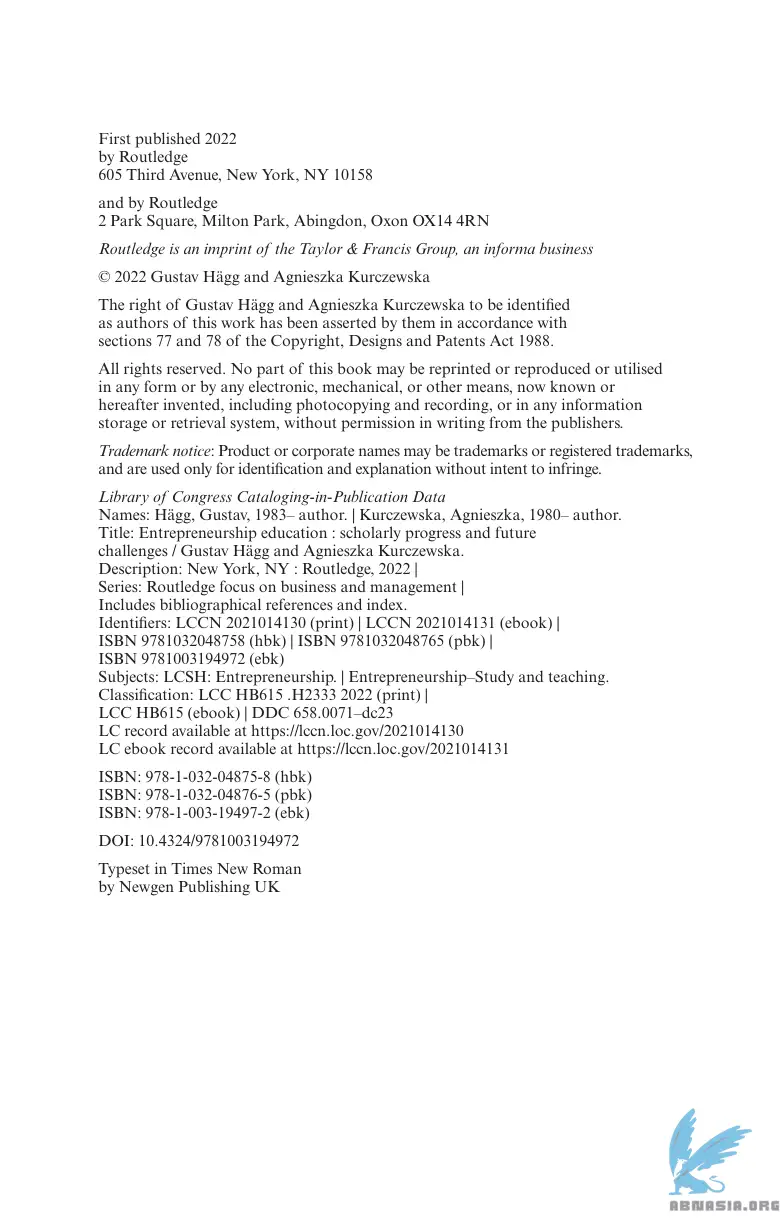 First published 2022
by Routledge
605 Third Avenue, New York, NY 10158
and by Routledge
2 Park Square, Milton Park, Abingdon, Oxon OX14 4RN
Routledge is an imprint of the Taylor & Francis Group, an informa business
© 2022 Gustav Hägg and Agnieszka Kurczewska
The right of Gustav Hägg and Agnieszka Kurczewska to be identified
as authors of this work has been asserted by them in accordance with
sections 77 and 78 of the Copyright, Designs and Patents Act 1988.
All rights reserved. No part of this book may be reprinted or reproduced or utilised
in any form or by any electronic, mechanical, or other means, now known or
hereafter invented, including photocopying and recording, or in any information
storage or retrieval system, without permission in writing from the publishers.
Trademark notice: Product or corporate names may be trademarks or registered trademarks,
and are used only for identification and explanation without intent to infringe.
Library of Congress Cataloging-in-Publication Data
Names: Hägg, Gustav, 1983– author. | Kurczewska, Agnieszka, 1980– author.
Title: Entrepreneurship education : scholarly progress and future
challenges / Gustav Hägg and Agnieszka Kurczewska.
Description: New York, NY : Routledge, 2022 |
Series: Routledge focus on business and management |
Includes bibliographical references and index.
Identifiers: LCCN 2021014130 (print) | LCCN 2021014131 (ebook) |
ISBN 9781032048758 (hbk) | ISBN 9781032048765 (pbk) |
ISBN 9781003194972 (ebk)
Subjects: LCSH: Entrepreneurship. | Entrepreneurship–Study and teaching.
Classification: LCC HB615 .H2333 2022 (print) |
LCC HB615 (ebook) | DDC 658.0071–dc23
LC record available at https://lccn.loc.gov/2021014130
LC ebook record available at https://lccn.loc.gov/2021014131
ISBN: 978-1-032-04875-8 (hbk)
ISBN: 978-1-032-04876-5 (pbk)
ISBN: 978-1-003-19497-2 (ebk)
DOI: 10.4324/9781003194972
Typeset in Times New Roman
by Newgen Publishing UK
ABNASIA.ORG